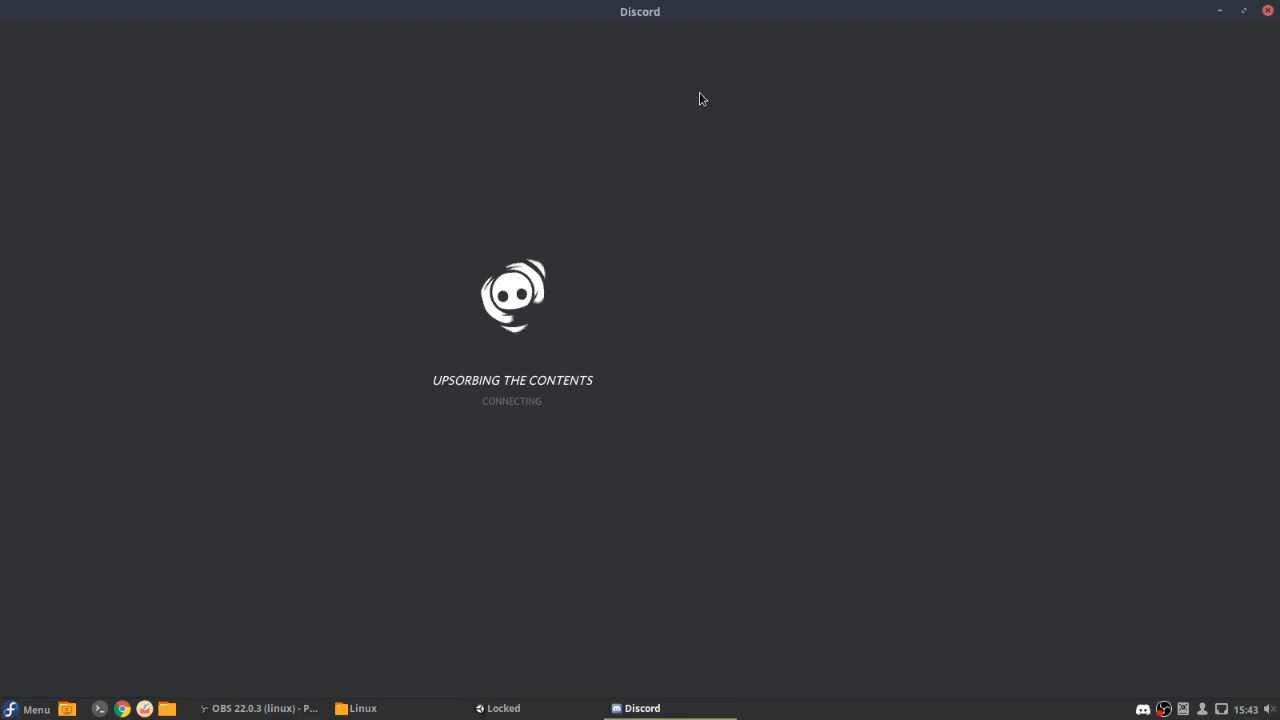 Discord
UPSORBING THE CONTENTS
CONNECTING
Menu
OBS 22.0.3 (linux) - P...
Linux
Locked
Discord
15:43